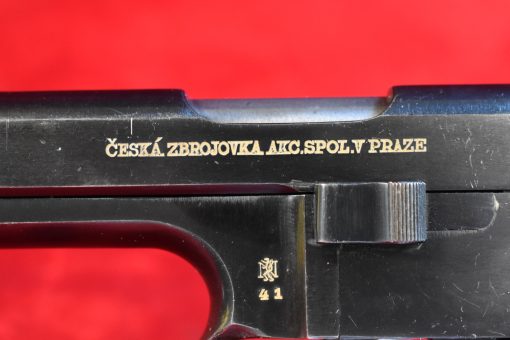 ČESKÁ ZBROJOVKA AKC.SPOL.V PRAZE
41